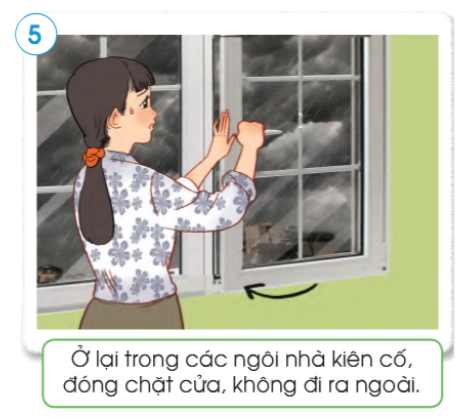 5
Ở lại trong các ngôi nhà kiên cố,
đóng chặt cửa, không đi ra ngoài.